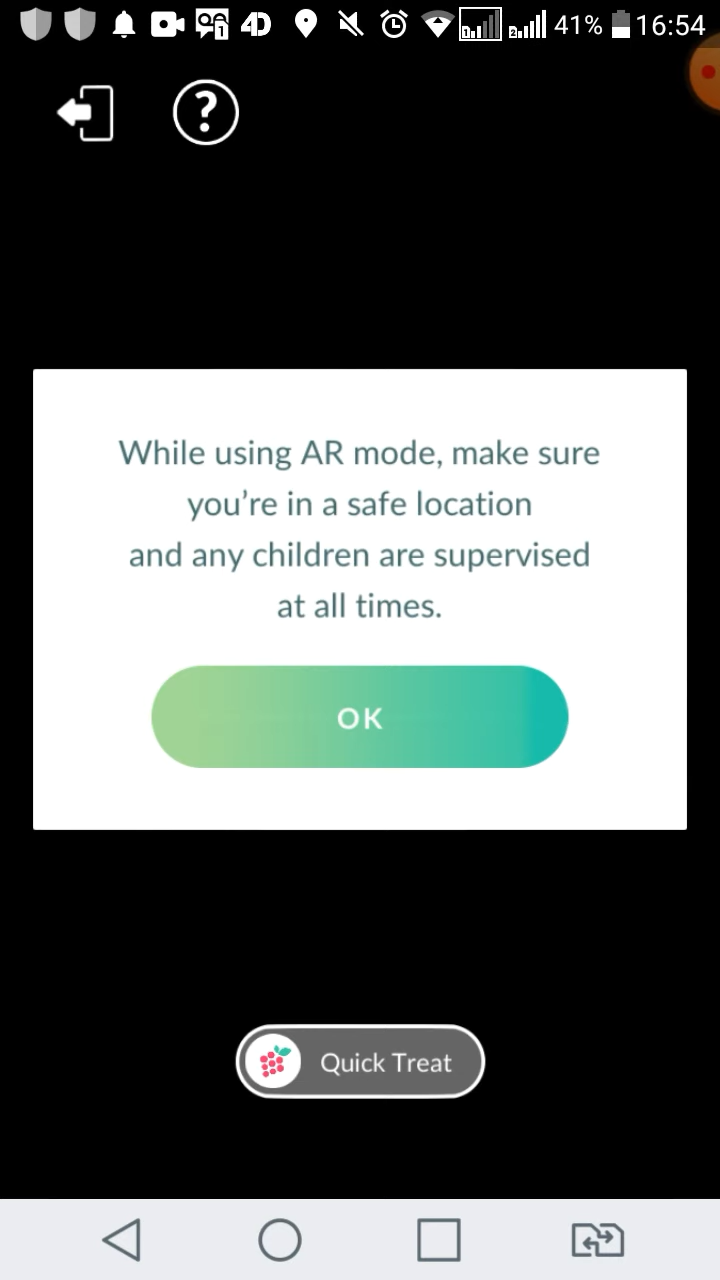 4D 41% 16:54
While using AR mode, make sure
you're in a safe location
and any children are supervised
at all times.
OK
Quick Treat